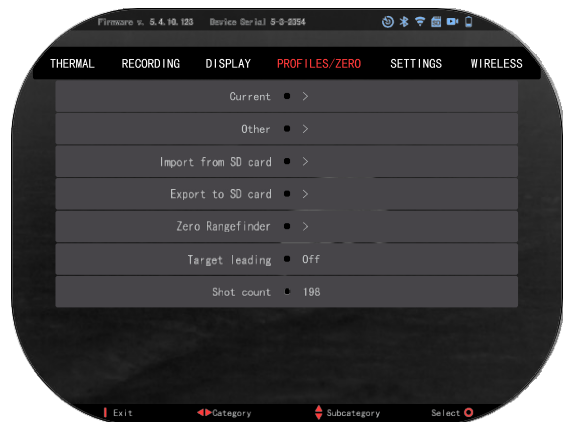 Firmware v. 5.4.10.123 Device Serial 5-3-2354
THERMAL RECORDING DISPLAY PROFILES/ZERO SETTINGS WIRELESS
Current >
Other >
Import from SD card >
Export to SD card >
Zero Rangefinder >
Target leading Off
Shot count 198
Exit Category Subcategory Select